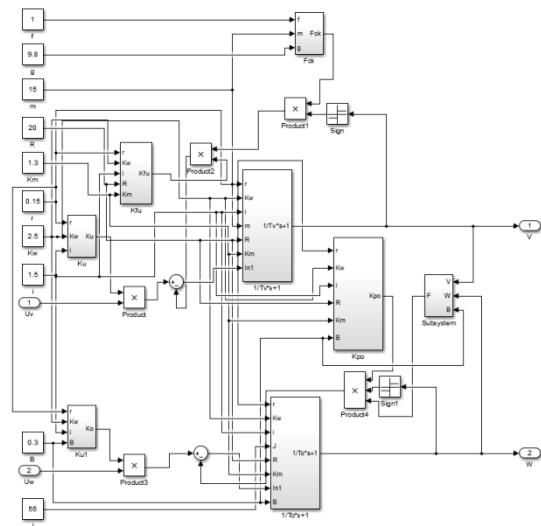 1
f
f
m
g
Fok
Fok
9.8
g
15
m
20
R
1.3
Km
0.15
r
2.5
Kw
1.5
i
1
Uv
r
Kw
i
R
Km
Kfu
Kfu
r
Kw
i
Ku
Ku
Product
Product1
Product2
Sign
r
Kw
i
m
R
Km
In1
1/Tv*s+1
1/Tv*s+1
1
V
r
Kw
i
R
Km
B
Kpo
Kpo
V
W
B
F
Subsystem
Product4
Sign1
r
Kw
i
B
Ko
Ku1
0.3
B
2
Uw
Product3
r
Kw
i
J
R
Km
In1
B
1/To*s+1
1/To*s+1
2
W
55